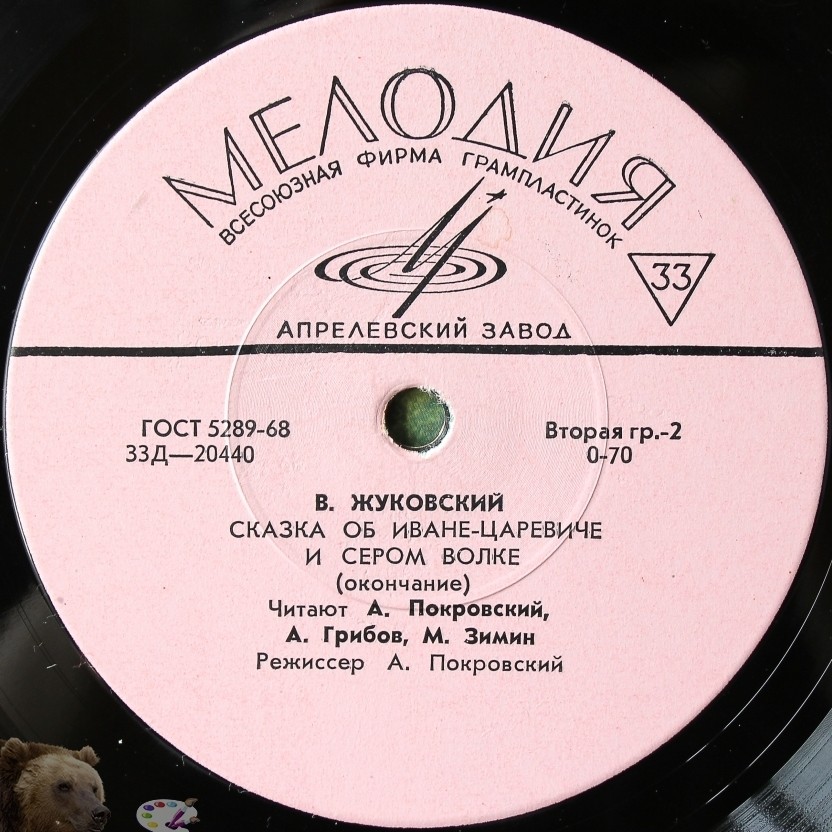 МЕЛОДИЯ
ВСЕСОЮЗНАЯ ФИРМА ГРАМПЛАСТИНОК
33
АПРЕЛЕВСКИЙ ЗАВОД
ГОСТ 5289-68
Вторая гр.-2
33Д—20440
0-70
В. ЖУКОВСКИЙ
СКАЗКА ОБ ИВАНЕ-ЦАРЕВИЧЕ
И СЕРОМ ВОЛКЕ
(окончание)
Читают А. Покровский,
А. Грибов, М. Зимин
Режиссер А. Покровский